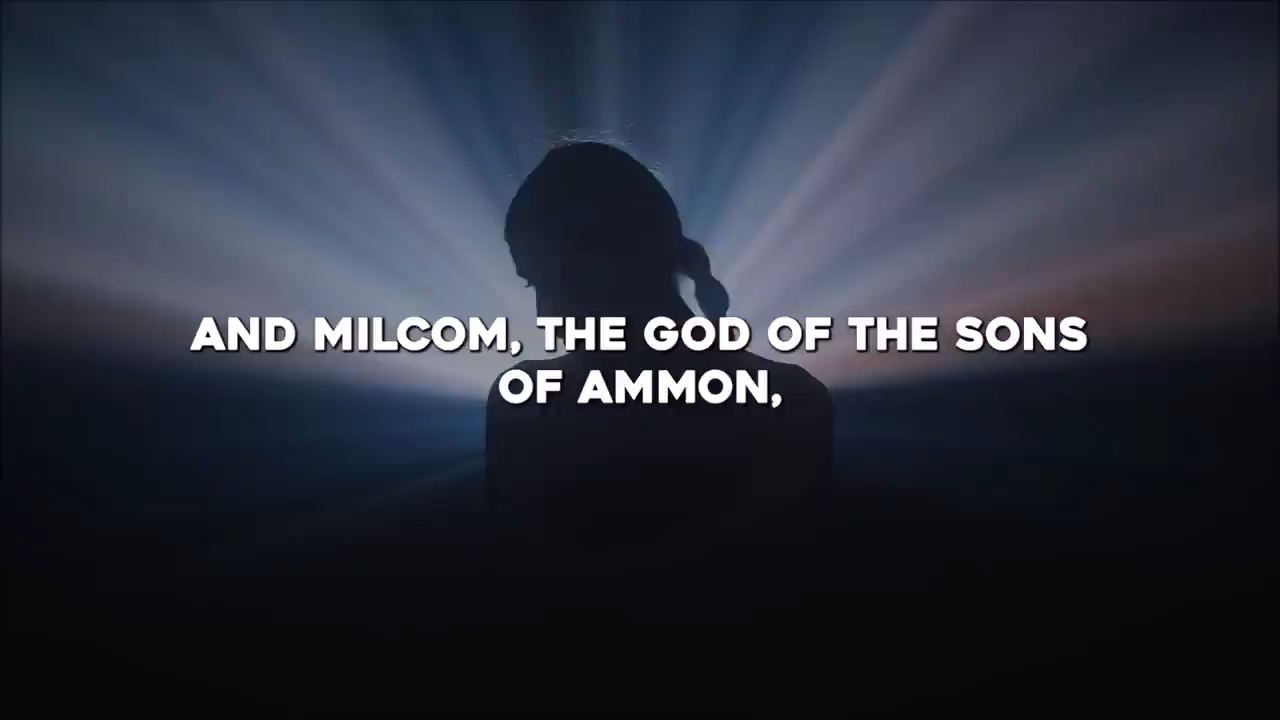 AND MILCOM, THE GOD OF THE SONS
OF AMMON,